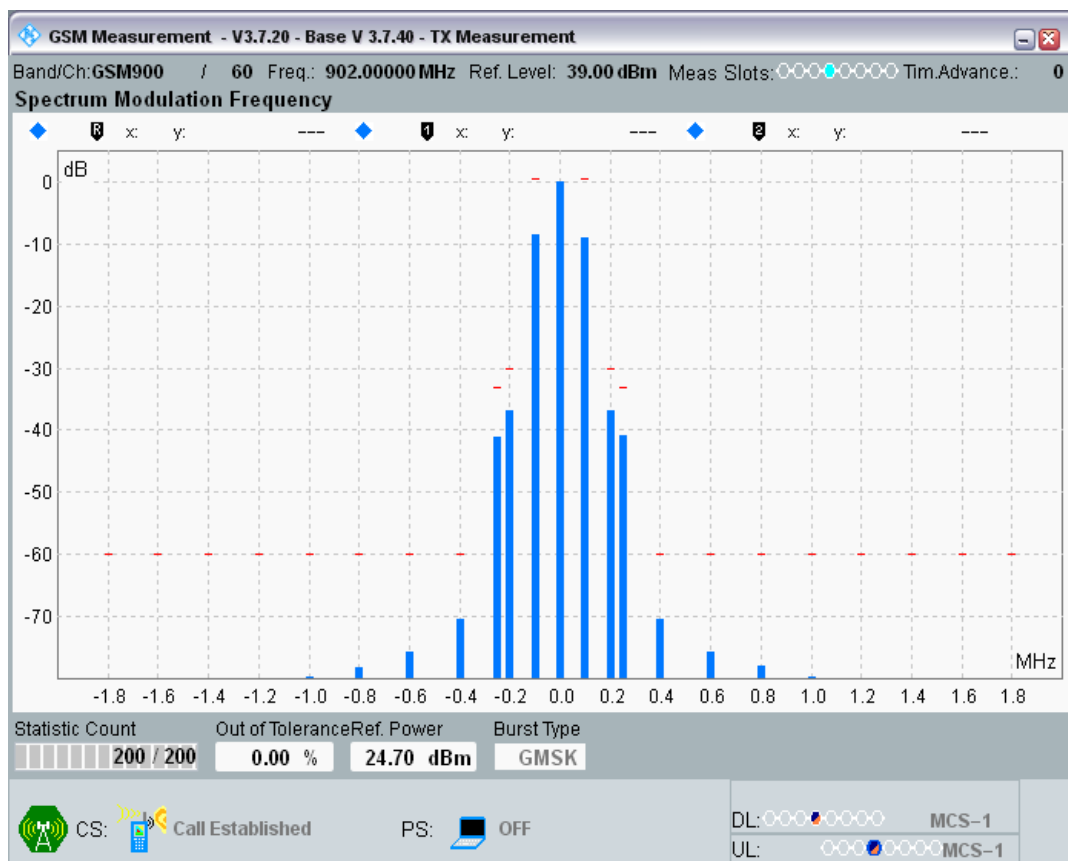 GSM Measurement - V3.7.20 - Base V 3.7.40 - TX Measurement
Band/Ch:GSM900 / 60 Freq.: 902.00000 MHz Ref. Level: 39.00 dBm Meas Slots: Tim.Advance.: 0
Spectrum Modulation Frequency
R x: y: --- 1 x: y: --- 2 x: y: ---
dB
0
-10
-20
-30
-40
-50
-60
-70
MHz
-1.8 -1.6 -1.4 -1.2 -1.0 -0.8 -0.6 -0.4 -0.2 0.0 0.2 0.4 0.6 0.8 1.0 1.2 1.4 1.6 1.8
Statistic Count Out of Tolerance Ref. Power Burst Type
200 / 200 0.00 % 24.70 dBm GMSK
CS: Call Established PS: OFF DL: MCS-1
UL: MCS-1